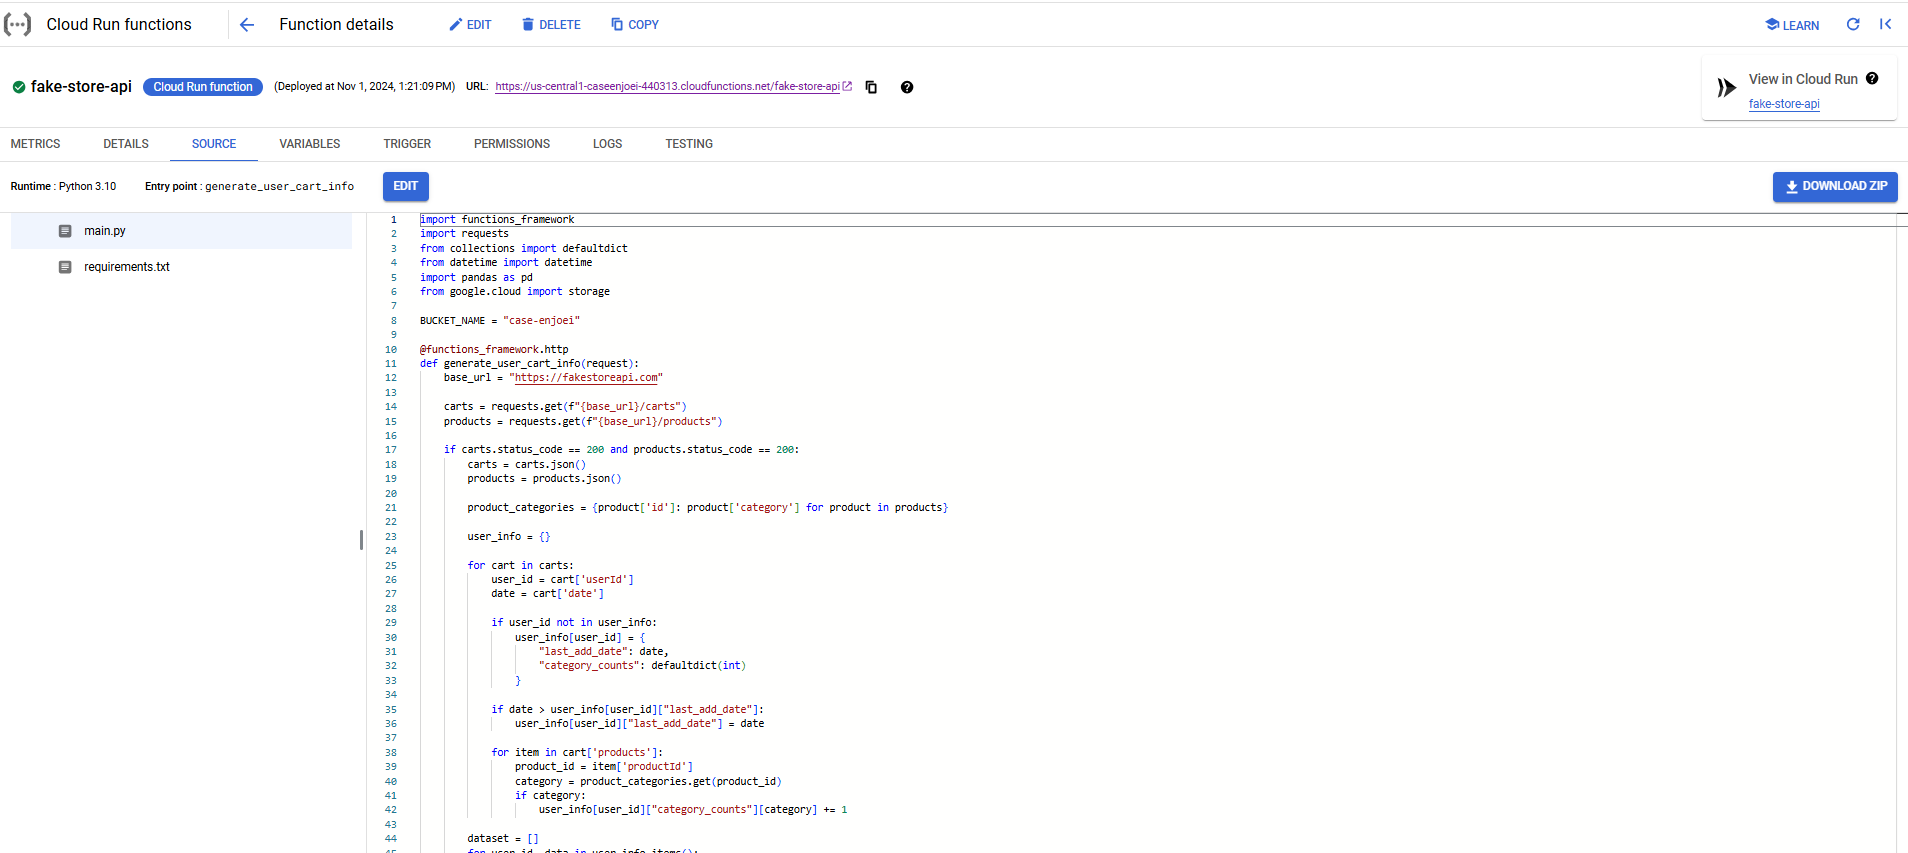 Cloud Run functions
Function details
EDIT
DELETE
COPY
LEARN
fake-store-api
Cloud Run function
(Deployed at Nov 1, 2024, 1:21:09 PM)
URL:
https://us-central1-caseenjoei-440313.cloudfunctions.net/fake-store-api
View in Cloud Run
fake-store-api
METRICS
DETAILS
SOURCE
VARIABLES
TRIGGER
PERMISSIONS
LOGS
TESTING
Runtime : Python 3.10
Entry point : generate_user_cart_info
EDIT
DOWNLOAD ZIP
main.py
requirements.txt
1 import functions_framework
2 import requests
3 from collections import defaultdict
4 from datetime import datetime
5 import pandas as pd
6 from google.cloud import storage
7
8 BUCKET_NAME = "case-enjoei"
9
10 @functions_framework.http
11 def generate_user_cart_info(request):
12     base_url = "https://fakestoreapi.com"
13
14     carts = requests.get(f"{base_url}/carts")
15     products = requests.get(f"{base_url}/products")
16
17     if carts.status_code == 200 and products.status_code == 200:
18         carts = carts.json()
19         products = products.json()
20
21         product_categories = {product['id']: product['category'] for product in products}
22
23         user_info = {}
24
25         for cart in carts:
26             user_id = cart['userId']
27             date = cart['date']
28
29             if user_id not in user_info:
30                 user_info[user_id] = {
31                     "last_add_date": date,
32                     "category_counts": defaultdict(int)
33                 }
34
35             if date > user_info[user_id]["last_add_date"]:
36                 user_info[user_id]["last_add_date"] = date
37
38             for item in cart['products']:
39                 product_id = item['productId']
40                 category = product_categories.get(product_id)
41                 if category:
42                     user_info[user_id]["category_counts"][category] += 1
43
44         dataset = []
45         for user_id, data in user_info.items():